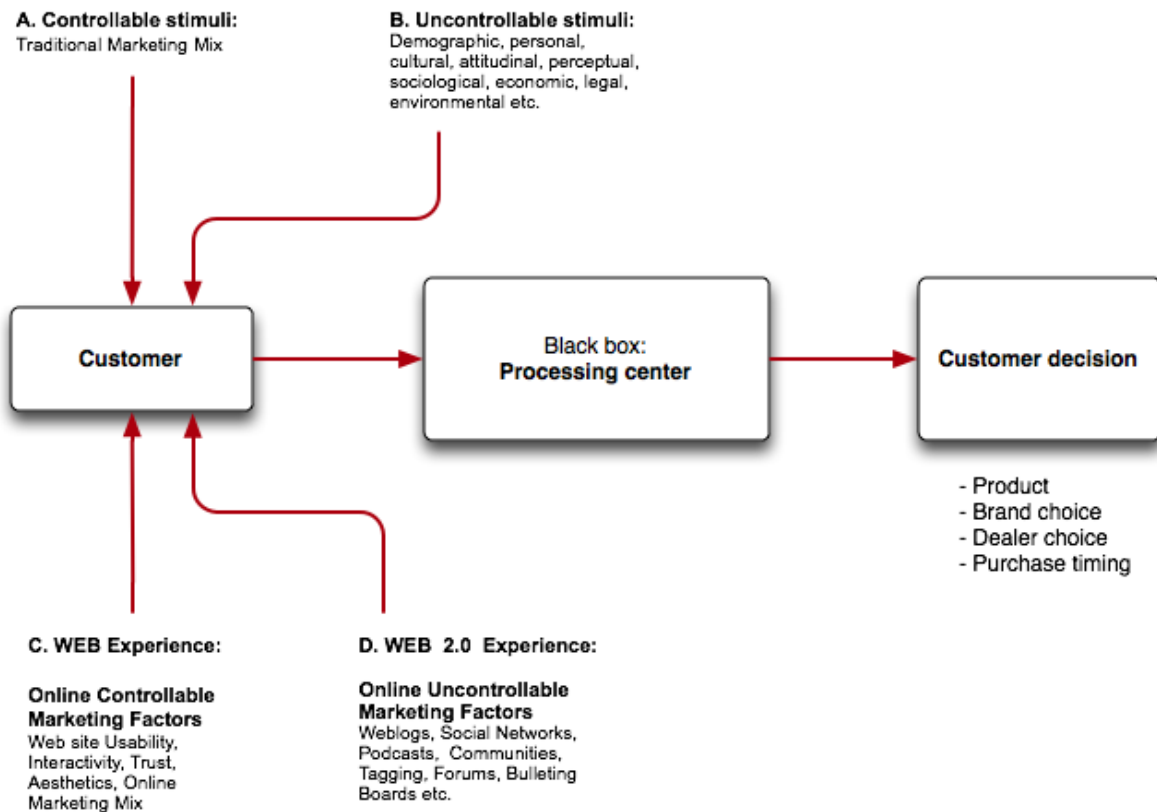 A. Controllable stimuli:
Traditional Marketing Mix
B. Uncontrollable stimuli:
Demographic, personal,
cultural, attitudinal, perceptual,
sociological, economic, legal,
environmental etc.
Customer
Black box:
Processing center
Customer decision
- Product
- Brand choice
- Dealer choice
- Purchase timing
C. WEB Experience:
Online Controllable
Marketing Factors
Web site Usability,
Interactivity, Trust,
Aesthetics, Online
Marketing Mix
D. WEB 2.0 Experience:
Online Uncontrollable
Marketing Factors
Weblogs, Social Networks,
Podcasts, Communities,
Tagging, Forums, Bulleting
Boards etc.